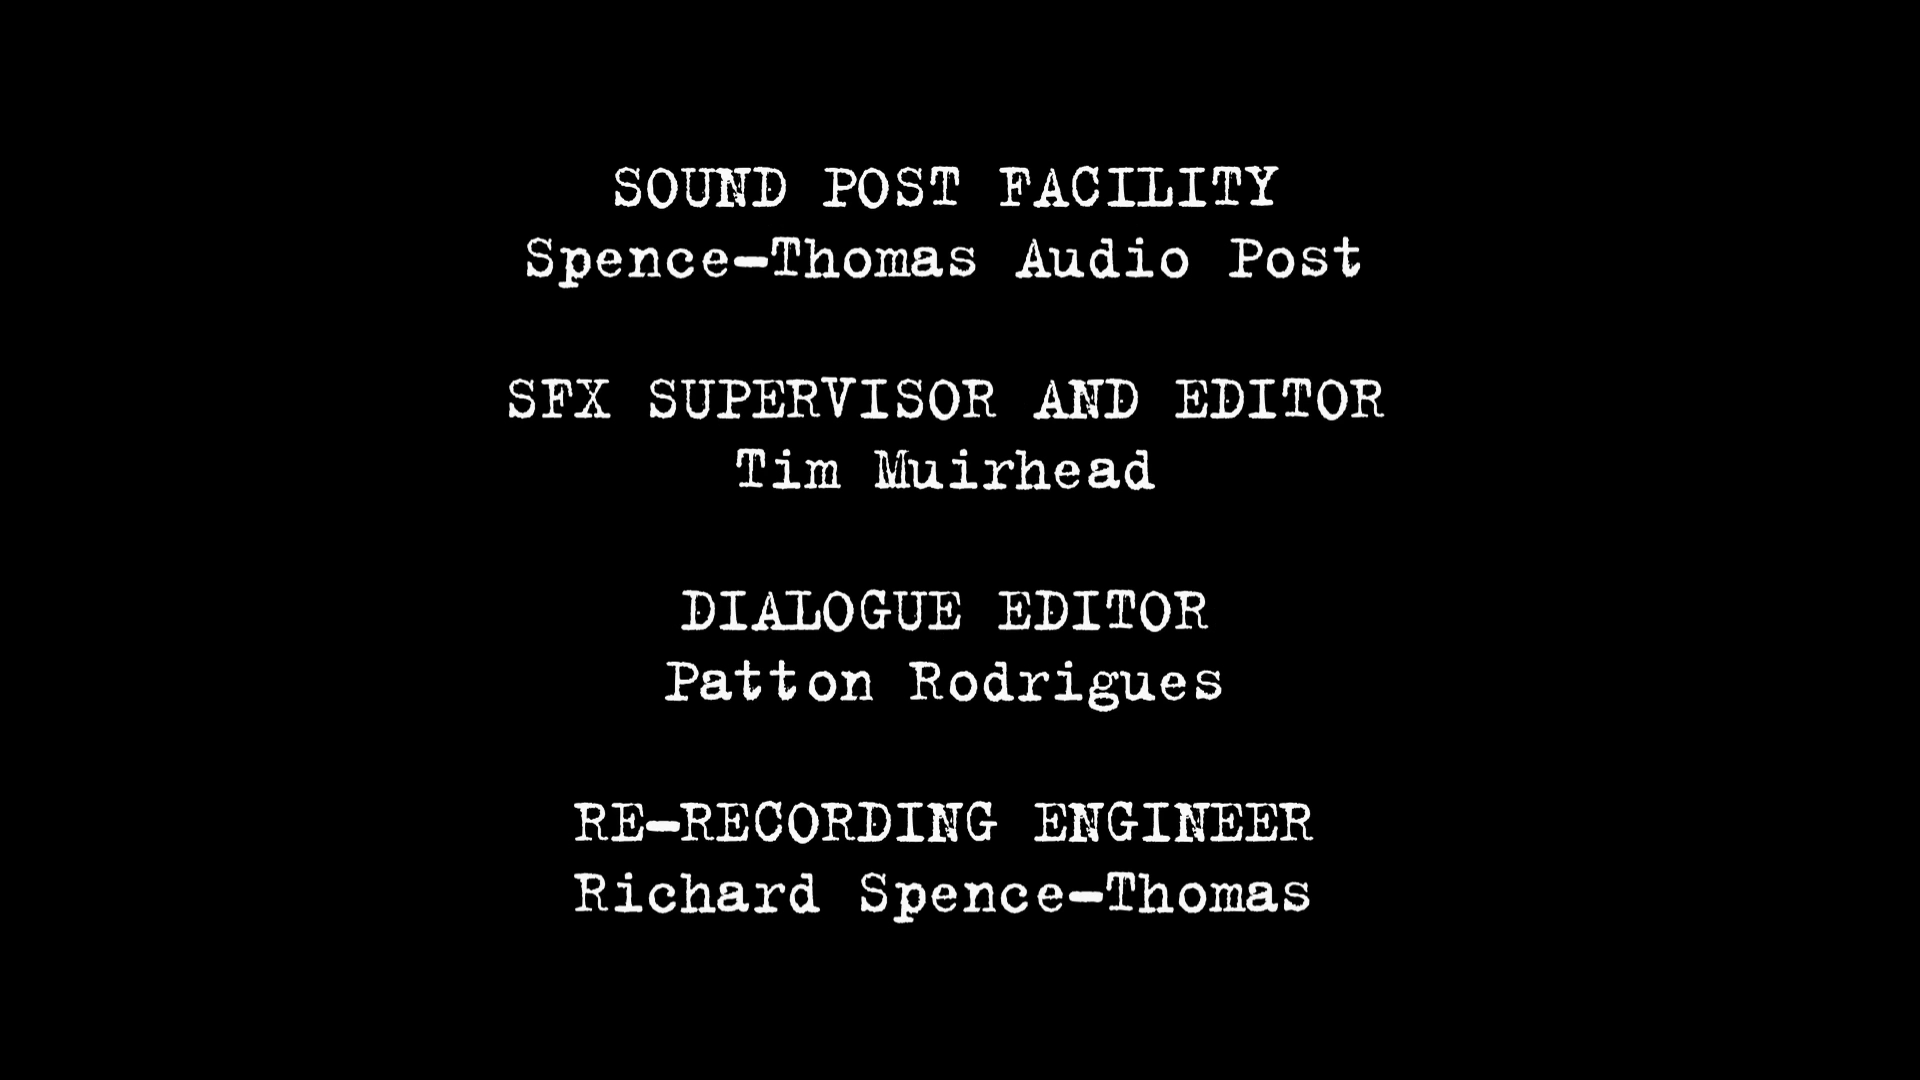 SOUND POST FACILITY
Spence-Thomas Audio Post
SFX SUPERVISOR AND EDITOR
Tim Muirhead
DIALOGUE EDITOR
Patton Rodrigues
RE-RECORDING ENGINEER
Richard Spence-Thomas